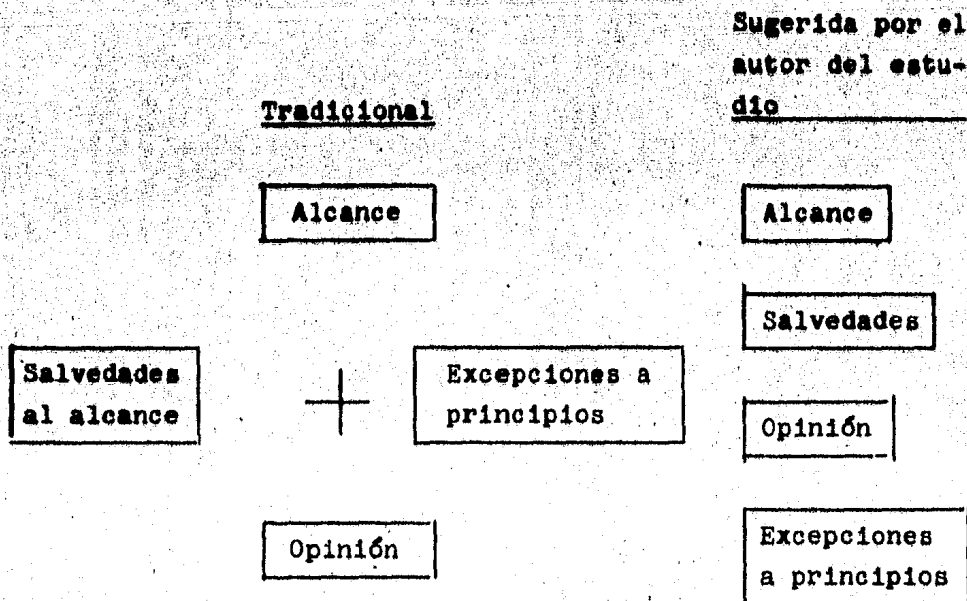 Tradicional
Alcance
Salvedades
al alcance
+
Excepciones a
principios
Opinión
Sugerida por el
autor del estu-
dio
Alcance
Salvedades
Opinión
Excepciones
a principios